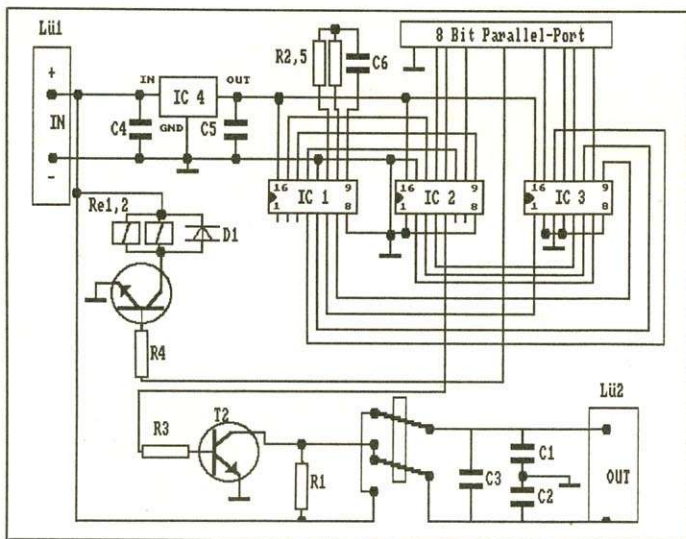 Lü1
8 Bit Parallel-Port
R2,5
C6
+
IN
OUT
IC 4
IN
C4
GND
C5
-
16
9
IC 1
1
8
16
9
IC 2
1
8
16
9
IC 3
1
8
Re1,2
D1
R4
Lü2
T2
R3
R1
C3
C1
C2
OUT